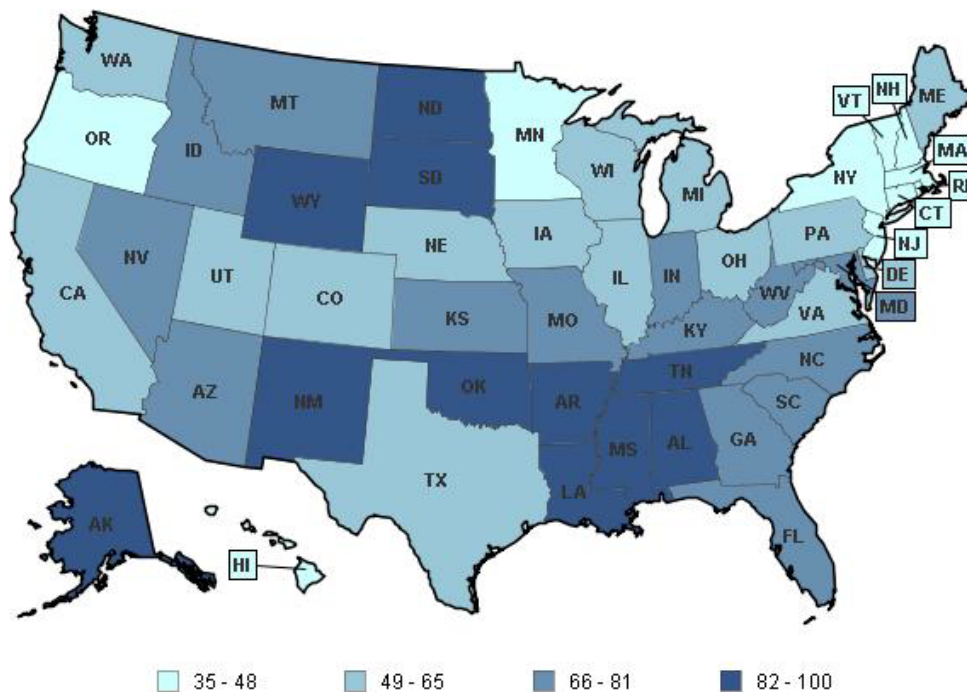 WA
MT
ND
MN
VT
NH
ME
OR
ID
SD
WI
MI
NY
MA
RI
CT
WY
NV
UT
NE
IA
PA
NJ
CA
CO
IL
IN
OH
DE
WV
VA
MD
KS
MO
KY
AZ
NM
OK
AR
TN
NC
SC
TX
LA
MS
AL
GA
AK
HI
FL
35 - 48 49 - 65 66 - 81 82 - 100